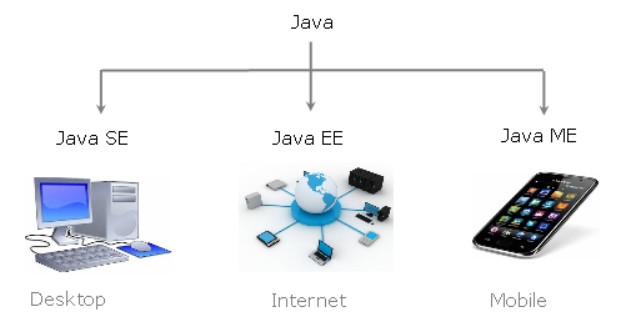 Java
Java SE
Java EE
Java ME
Desktop
Internet
Mobile